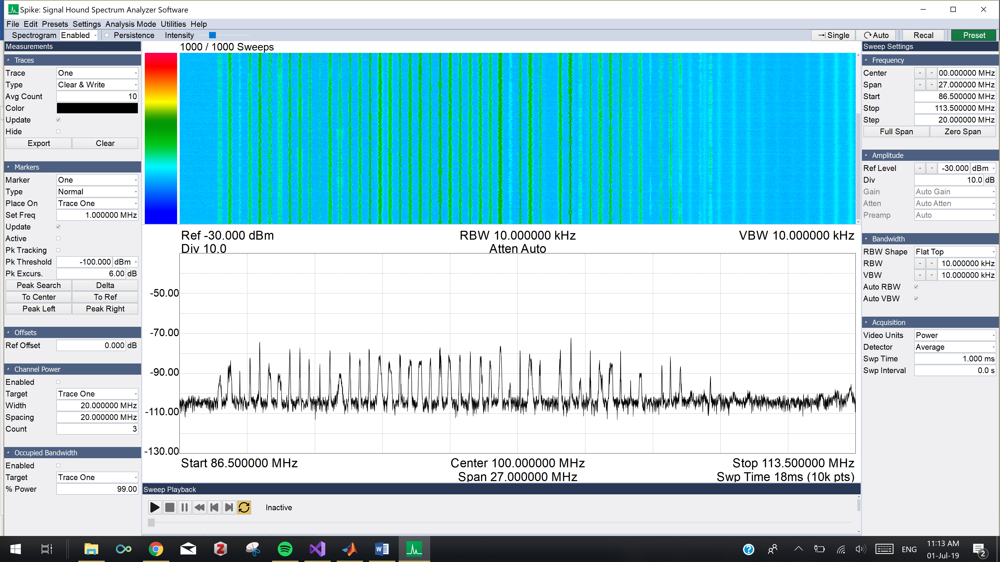 Spike: Signal Hound Spectrum Analyzer Software
File Edit Presets Settings Analysis Mode Utilities Help
Spectrogram Enabled Persistence Intensity Single Auto Recal Preset
Measurements
Traces
Trace One
Type Clear & Write
Avg Count 10
Color
Update
Hide
Export Clear
Markers
Marker One
Type Normal
Place On Trace One
Set Freq 1.000000 MHz
Update
Active
Pk Tracking
Pk Threshold -100.000 dBm
Pk Excurs. 6.00 dB
Peak Search Delta
To Center To Ref
Peak Left Peak Right
Offsets
Ref Offset 0.000 dB
Channel Power
Enabled
Target Trace One
Width 20.000000 MHz
Spacing 20.000000 MHz
Count 3
Occupied Bandwidth
Enabled
Target Trace One
% Power 99.00
1000 / 1000 Sweeps
Ref -30.000 dBm RBW 10.000000 kHz VBW 10.000000 kHz
Div 10.0 Atten Auto
-50.00
-70.00
-90.00
-110.00
-130.00
Start 86.500000 MHz Center 100.000000 MHz Stop 113.500000 MHz
Span 27.000000 MHz Swp Time 18ms (10k pts)
Sweep Playback
Inactive
Sweep Settings
Frequency
Center 00.000000 MHz
Span 27.000000 MHz
Start 86.500000 MHz
Stop 113.500000 MHz
Step 20.000000 MHz
Full Span Zero Span
Amplitude
Ref Level -30.000 dBm
Div 10.0 dB
Gain Auto Gain
Atten Auto Atten
Preamp Auto
Bandwidth
RBW Shape Flat Top
RBW 10.000000 kHz
VBW 10.000000 kHz
Auto RBW
Auto VBW
Acquisition
Video Units Power
Detector Average
Swp Time 1.000 ms
Swp Interval 0.0 s
Z
W
?
ENG
11:13 AM
01-Jul-19
2